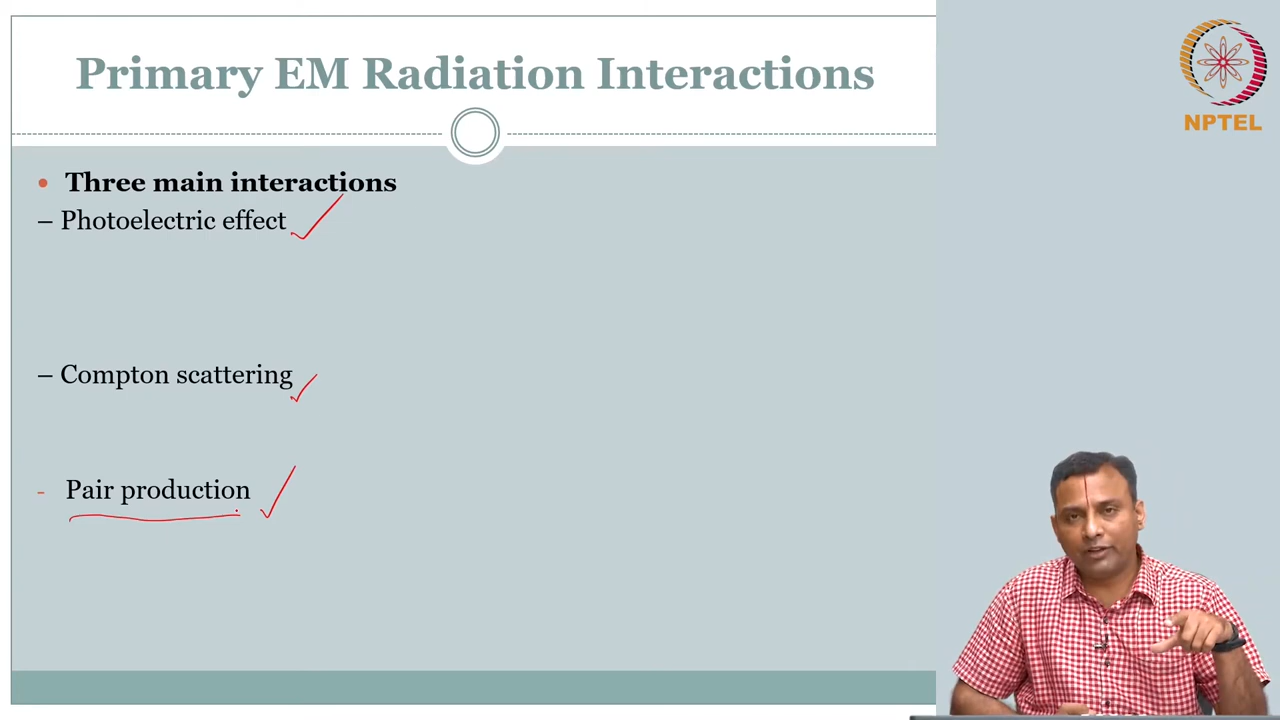 Primary EM Radiation Interactions
NPTEL
• Three main interactions
– Photoelectric effect
– Compton scattering
- Pair production